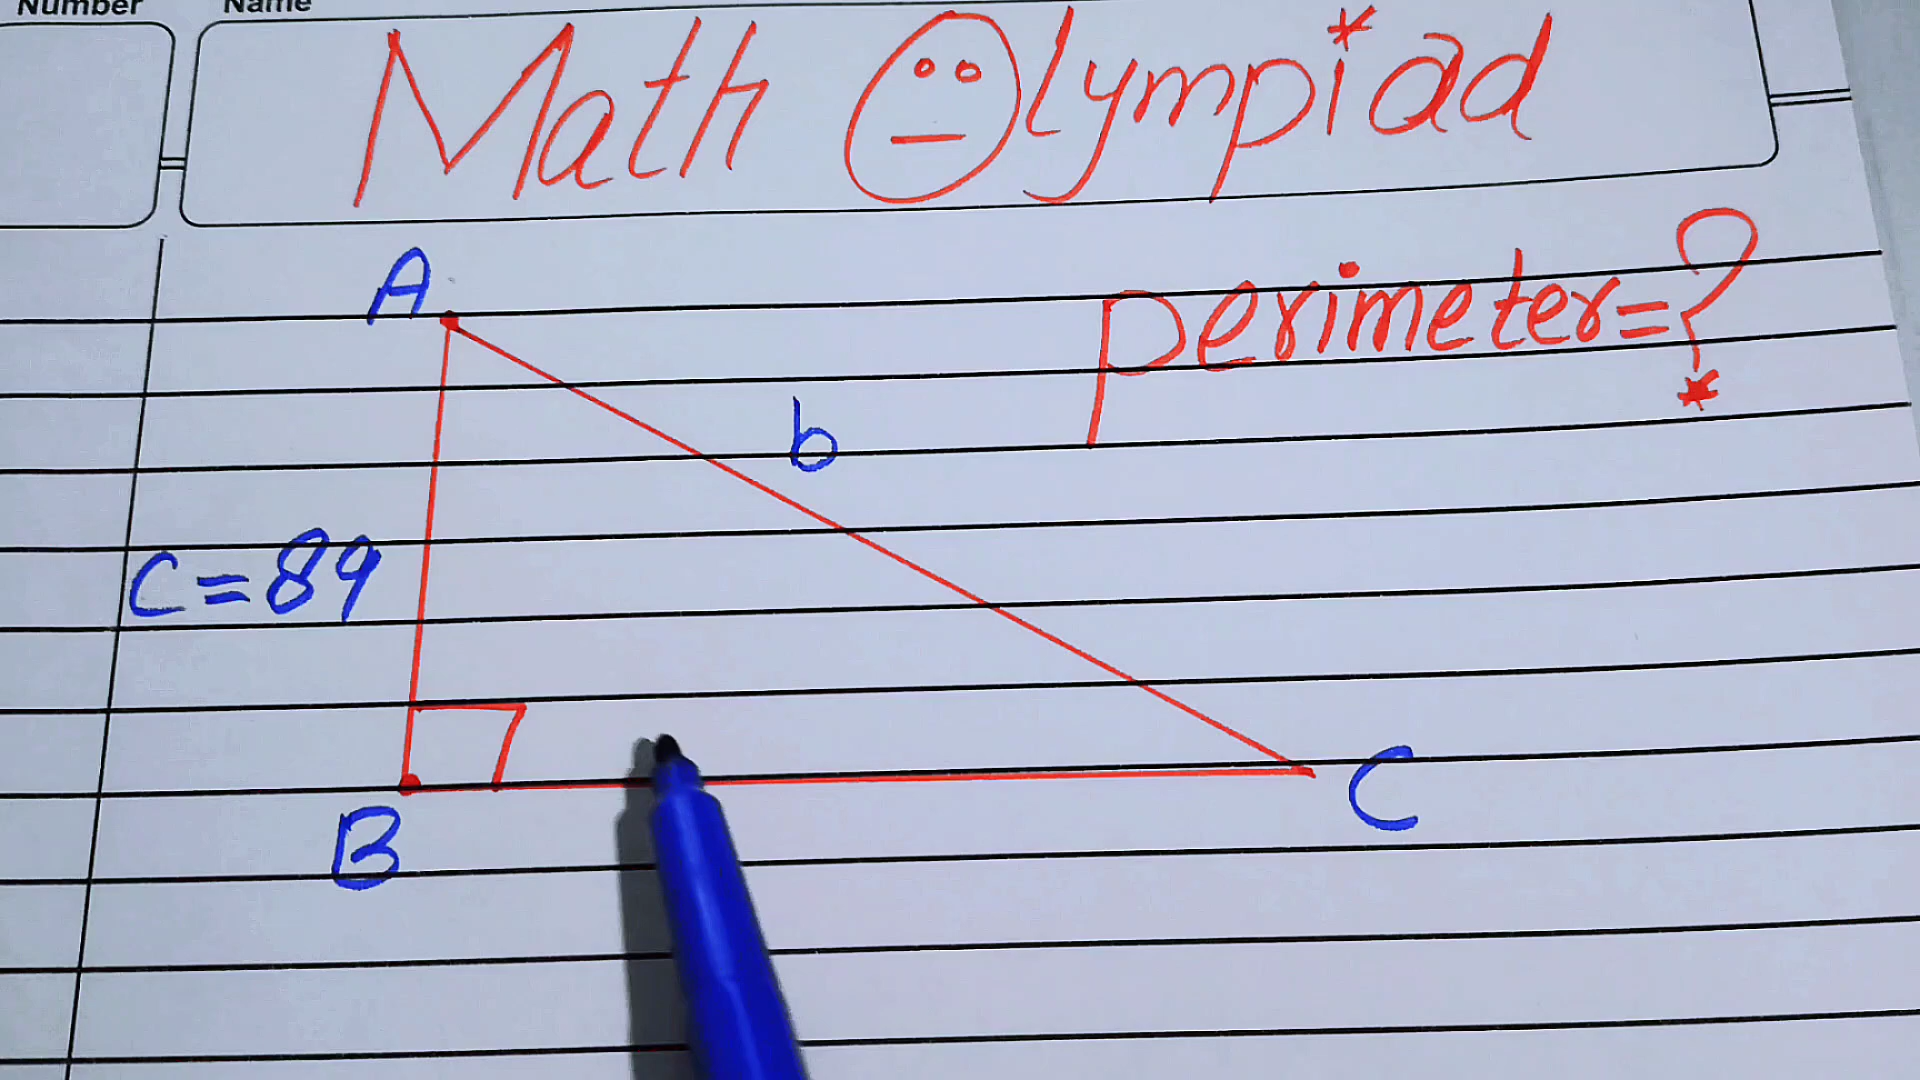 Number Name
Math Olympiad
A
perimeter=?
b
C=89
C
B